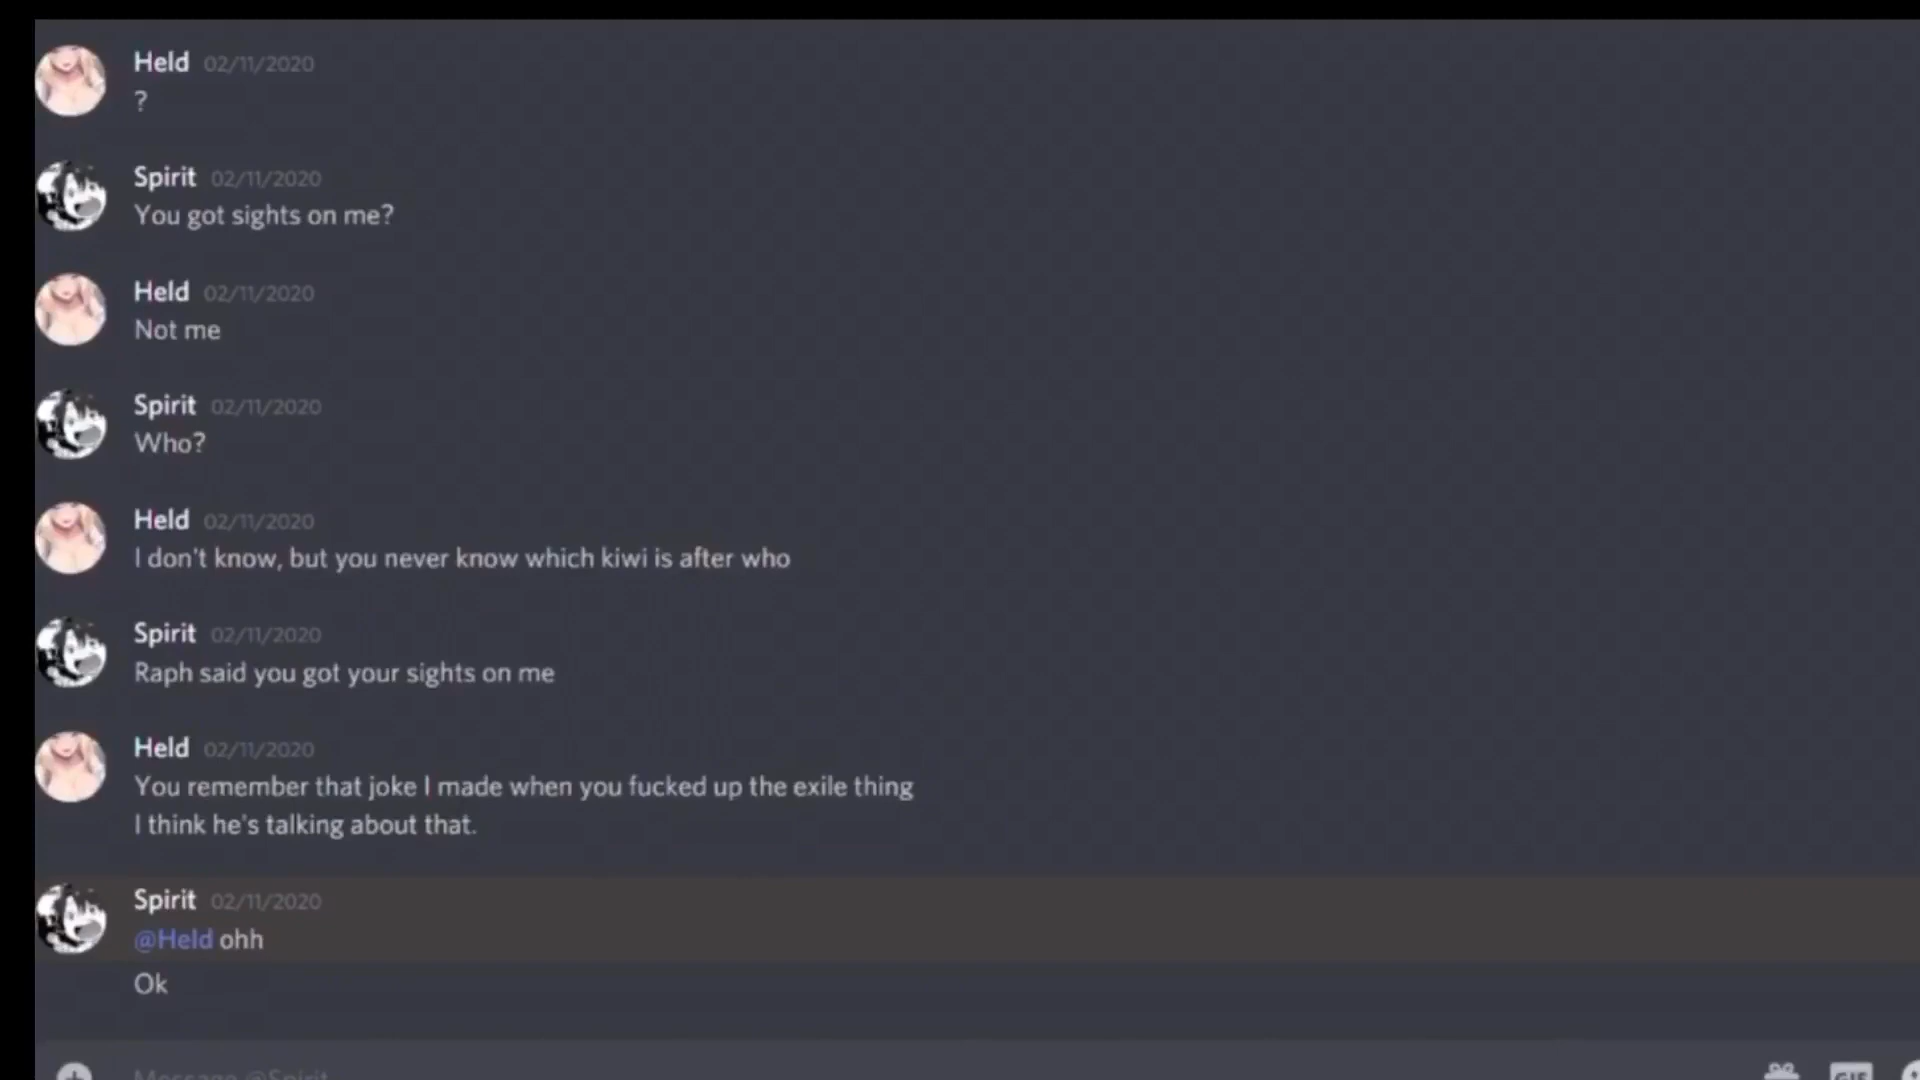 Held 02/11/2020
?
Spirit 02/11/2020
You got sights on me?
Held 02/11/2020
Not me
Spirit 02/11/2020
Who?
Held 02/11/2020
I don't know, but you never know which kiwi is after who
Spirit 02/11/2020
Raph said you got your sights on me
Held 02/11/2020
You remember that joke I made when you fucked up the exile thing
I think he's talking about that.
Spirit 02/11/2020
@Held ohh
Ok
Message @Spirit
GIF